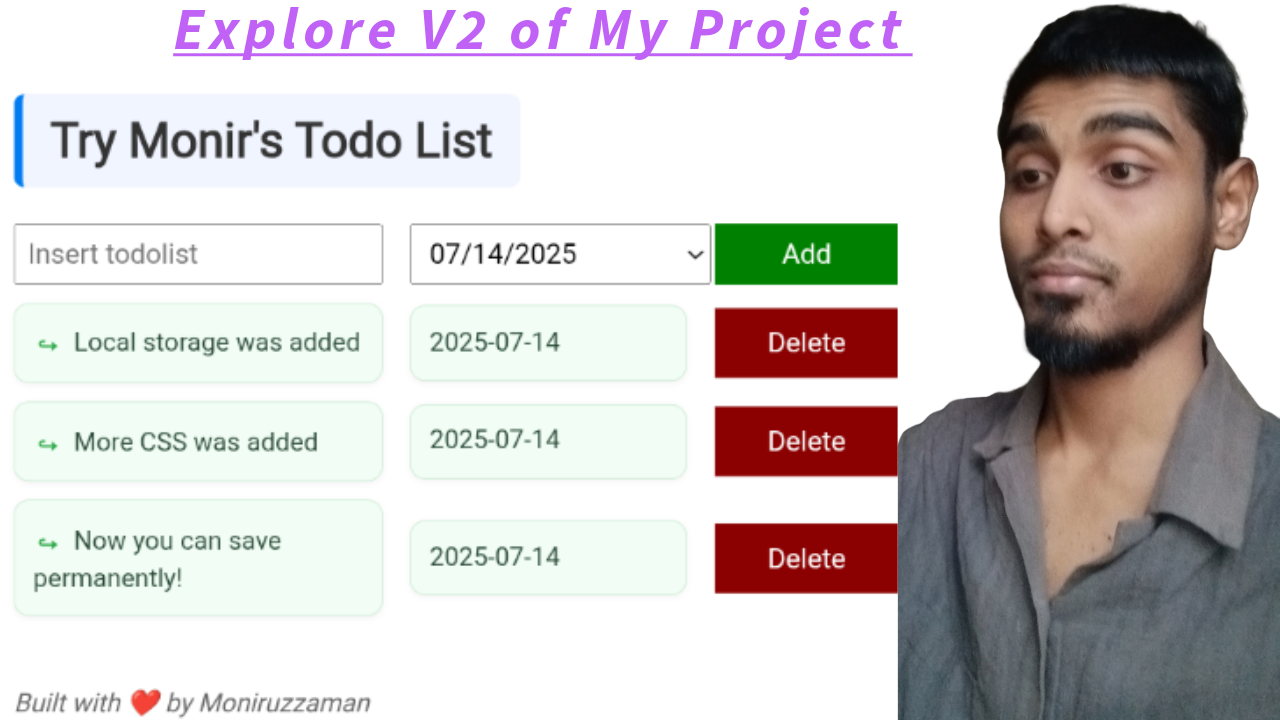 Explore V2 of My Project
Try Monir's Todo List
Insert todolist
07/14/2025
Add
↪ Local storage was added
2025-07-14
Delete
↪ More CSS was added
2025-07-14
Delete
↪ Now you can save
permanently!
2025-07-14
Delete
Built with ❤️ by Moniruzzaman